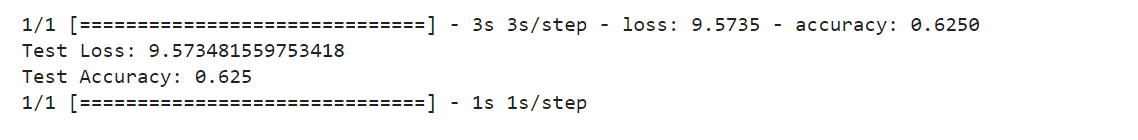 1/1 [==============================] - 3s 3s/step - loss: 9.5735 - accuracy: 0.6250
Test Loss: 9.573481559753418
Test Accuracy: 0.625
1/1 [==============================] - 1s 1s/step